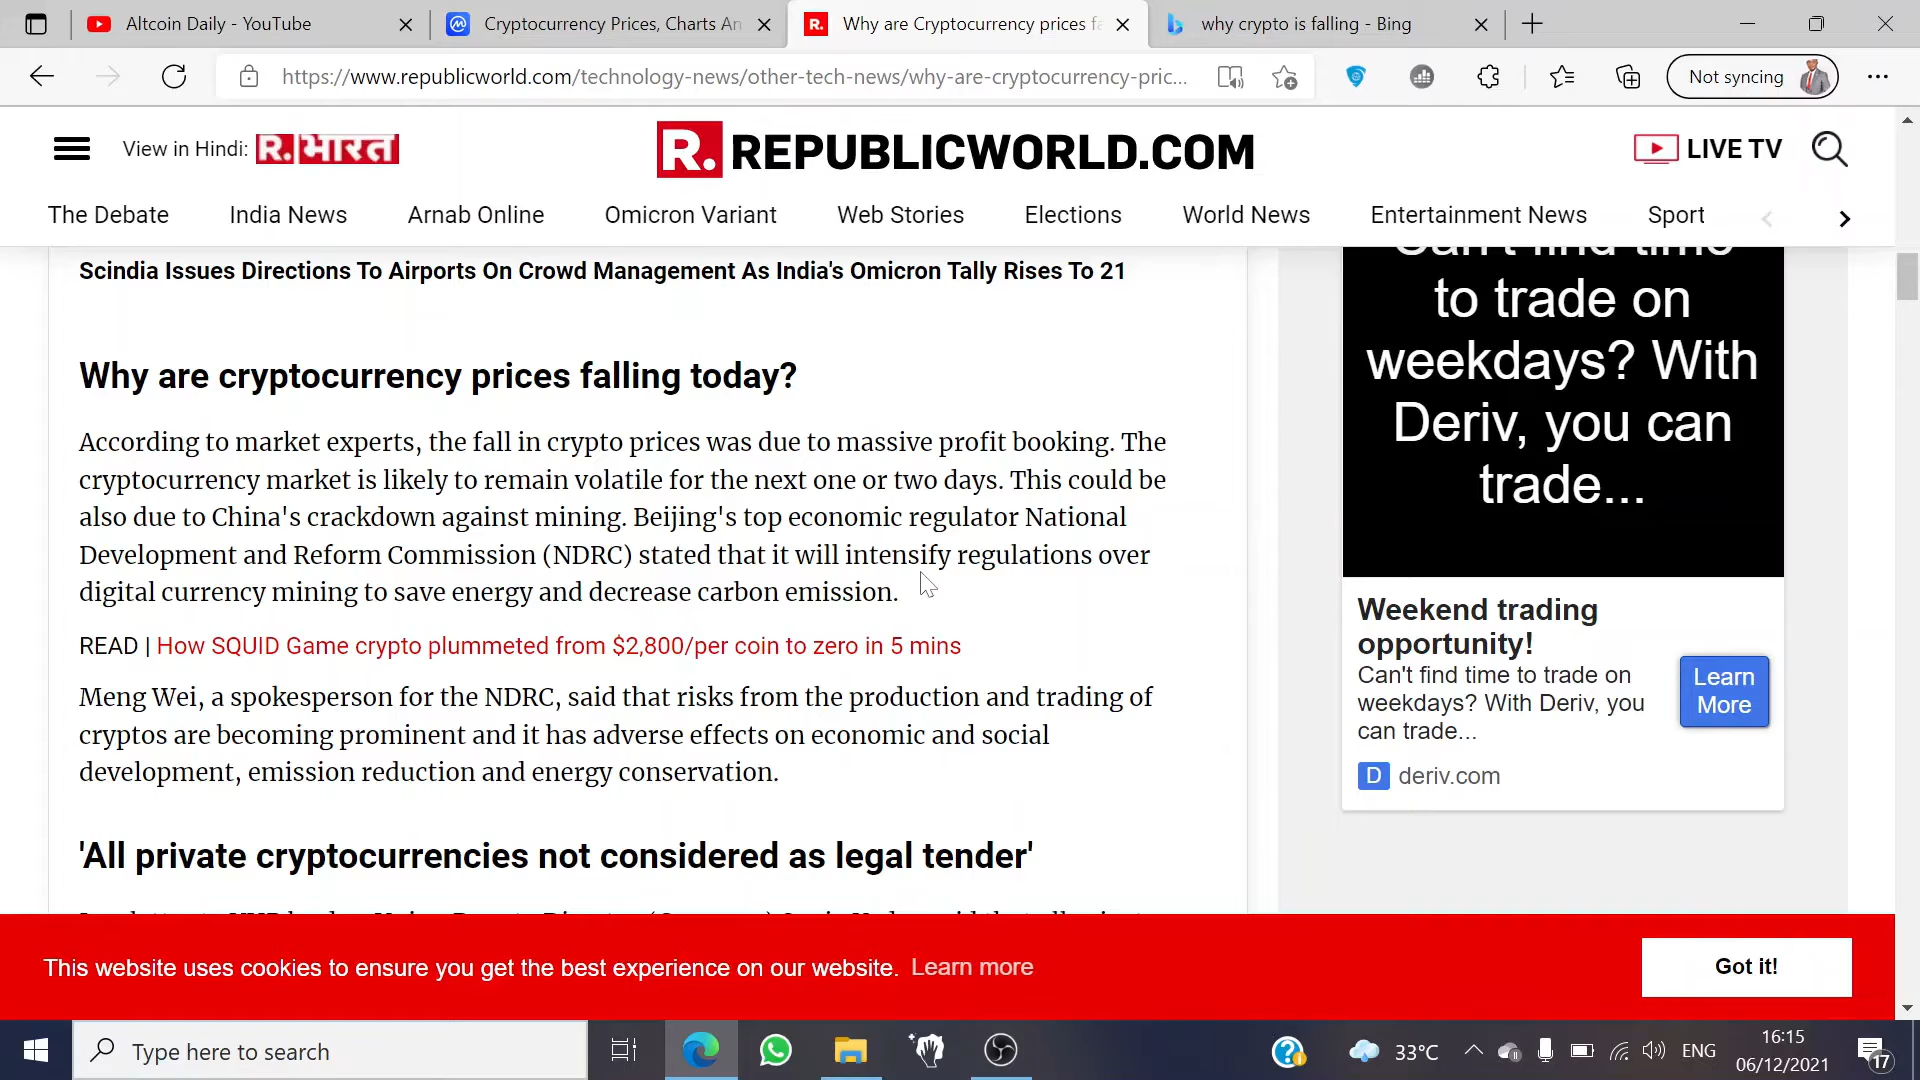 Altcoin Daily - YouTube
Cryptocurrency Prices, Charts An
Why are Cryptocurrency prices fa
why crypto is falling - Bing
https://www.republicworld.com/technology-news/other-tech-news/why-are-cryptocurrency-pric...
Not syncing
View in Hindi: R. भारत
R. REPUBLICWORLD.COM
LIVE TV
The Debate
India News
Arnab Online
Omicron Variant
Web Stories
Elections
World News
Entertainment News
Sport
Scindia Issues Directions To Airports On Crowd Management As India's Omicron Tally Rises To 21
Why are cryptocurrency prices falling today?
According to market experts, the fall in crypto prices was due to massive profit booking. The
cryptocurrency market is likely to remain volatile for the next one or two days. This could be
also due to China's crackdown against mining. Beijing's top economic regulator National
Development and Reform Commission (NDRC) stated that it will intensify regulations over
digital currency mining to save energy and decrease carbon emission.
READ | How SQUID Game crypto plummeted from $2,800/per coin to zero in 5 mins
Meng Wei, a spokesperson for the NDRC, said that risks from the production and trading of
cryptos are becoming prominent and it has adverse effects on economic and social
development, emission reduction and energy conservation.
'All private cryptocurrencies not considered as legal tender'
Can't find time
to trade on
weekdays? With
Deriv, you can
trade...
Weekend trading
opportunity!
Can't find time to trade on
weekdays? With Deriv, you
can trade...
Learn
More
D deriv.com
This website uses cookies to ensure you get the best experience on our website. Learn more
Got it!
Type here to search
33°C
ENG
16:15
06/12/2021
17